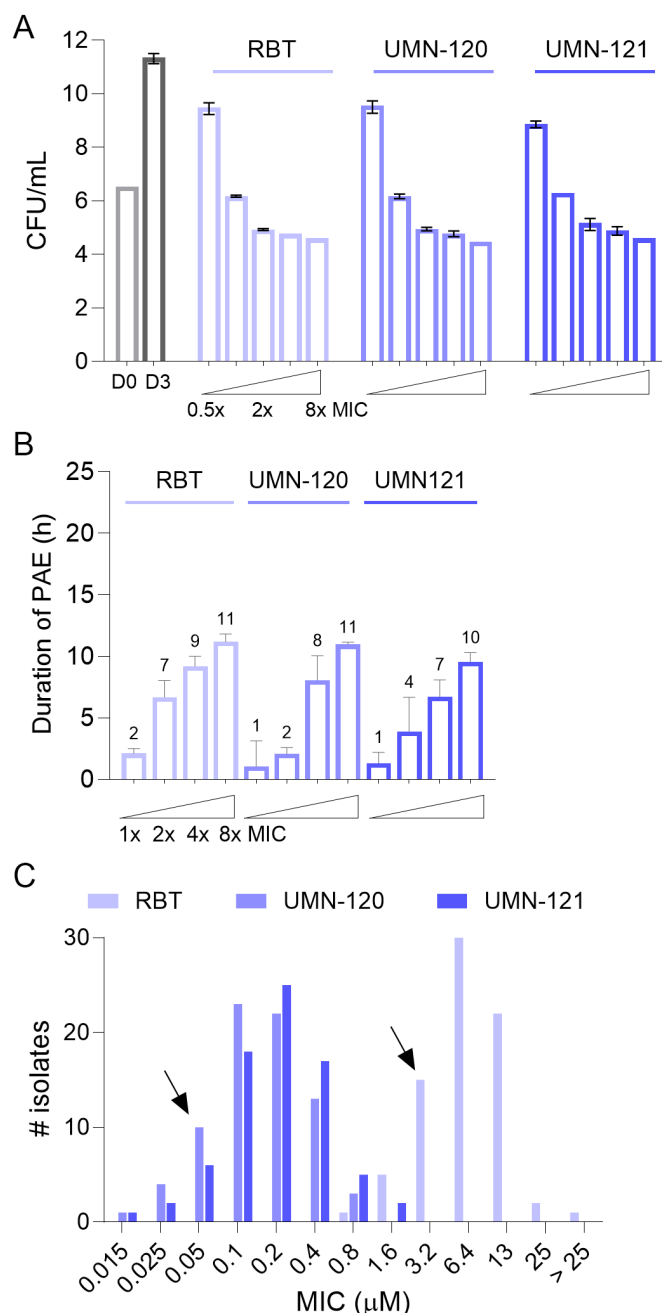 A
RBT UMN-120 UMN-121
CFU/mL
12
10
8
6
4
2
0
D0 D3
0.5x 2x 8x MIC
B
RBT UMN-120 UMN121
Duration of PAE (h)
25
20
15
10
5
0
2 7 9 11 1 2 8 11 1 4 7 10
1x 2x 4x 8x MIC
C
RBT UMN-120 UMN-121
# isolates
30
20
10
0
0.015 0.025 0.05 0.1 0.2 0.4 0.8 1.6 3.2 6.4 13 25 > 25
MIC (μM)